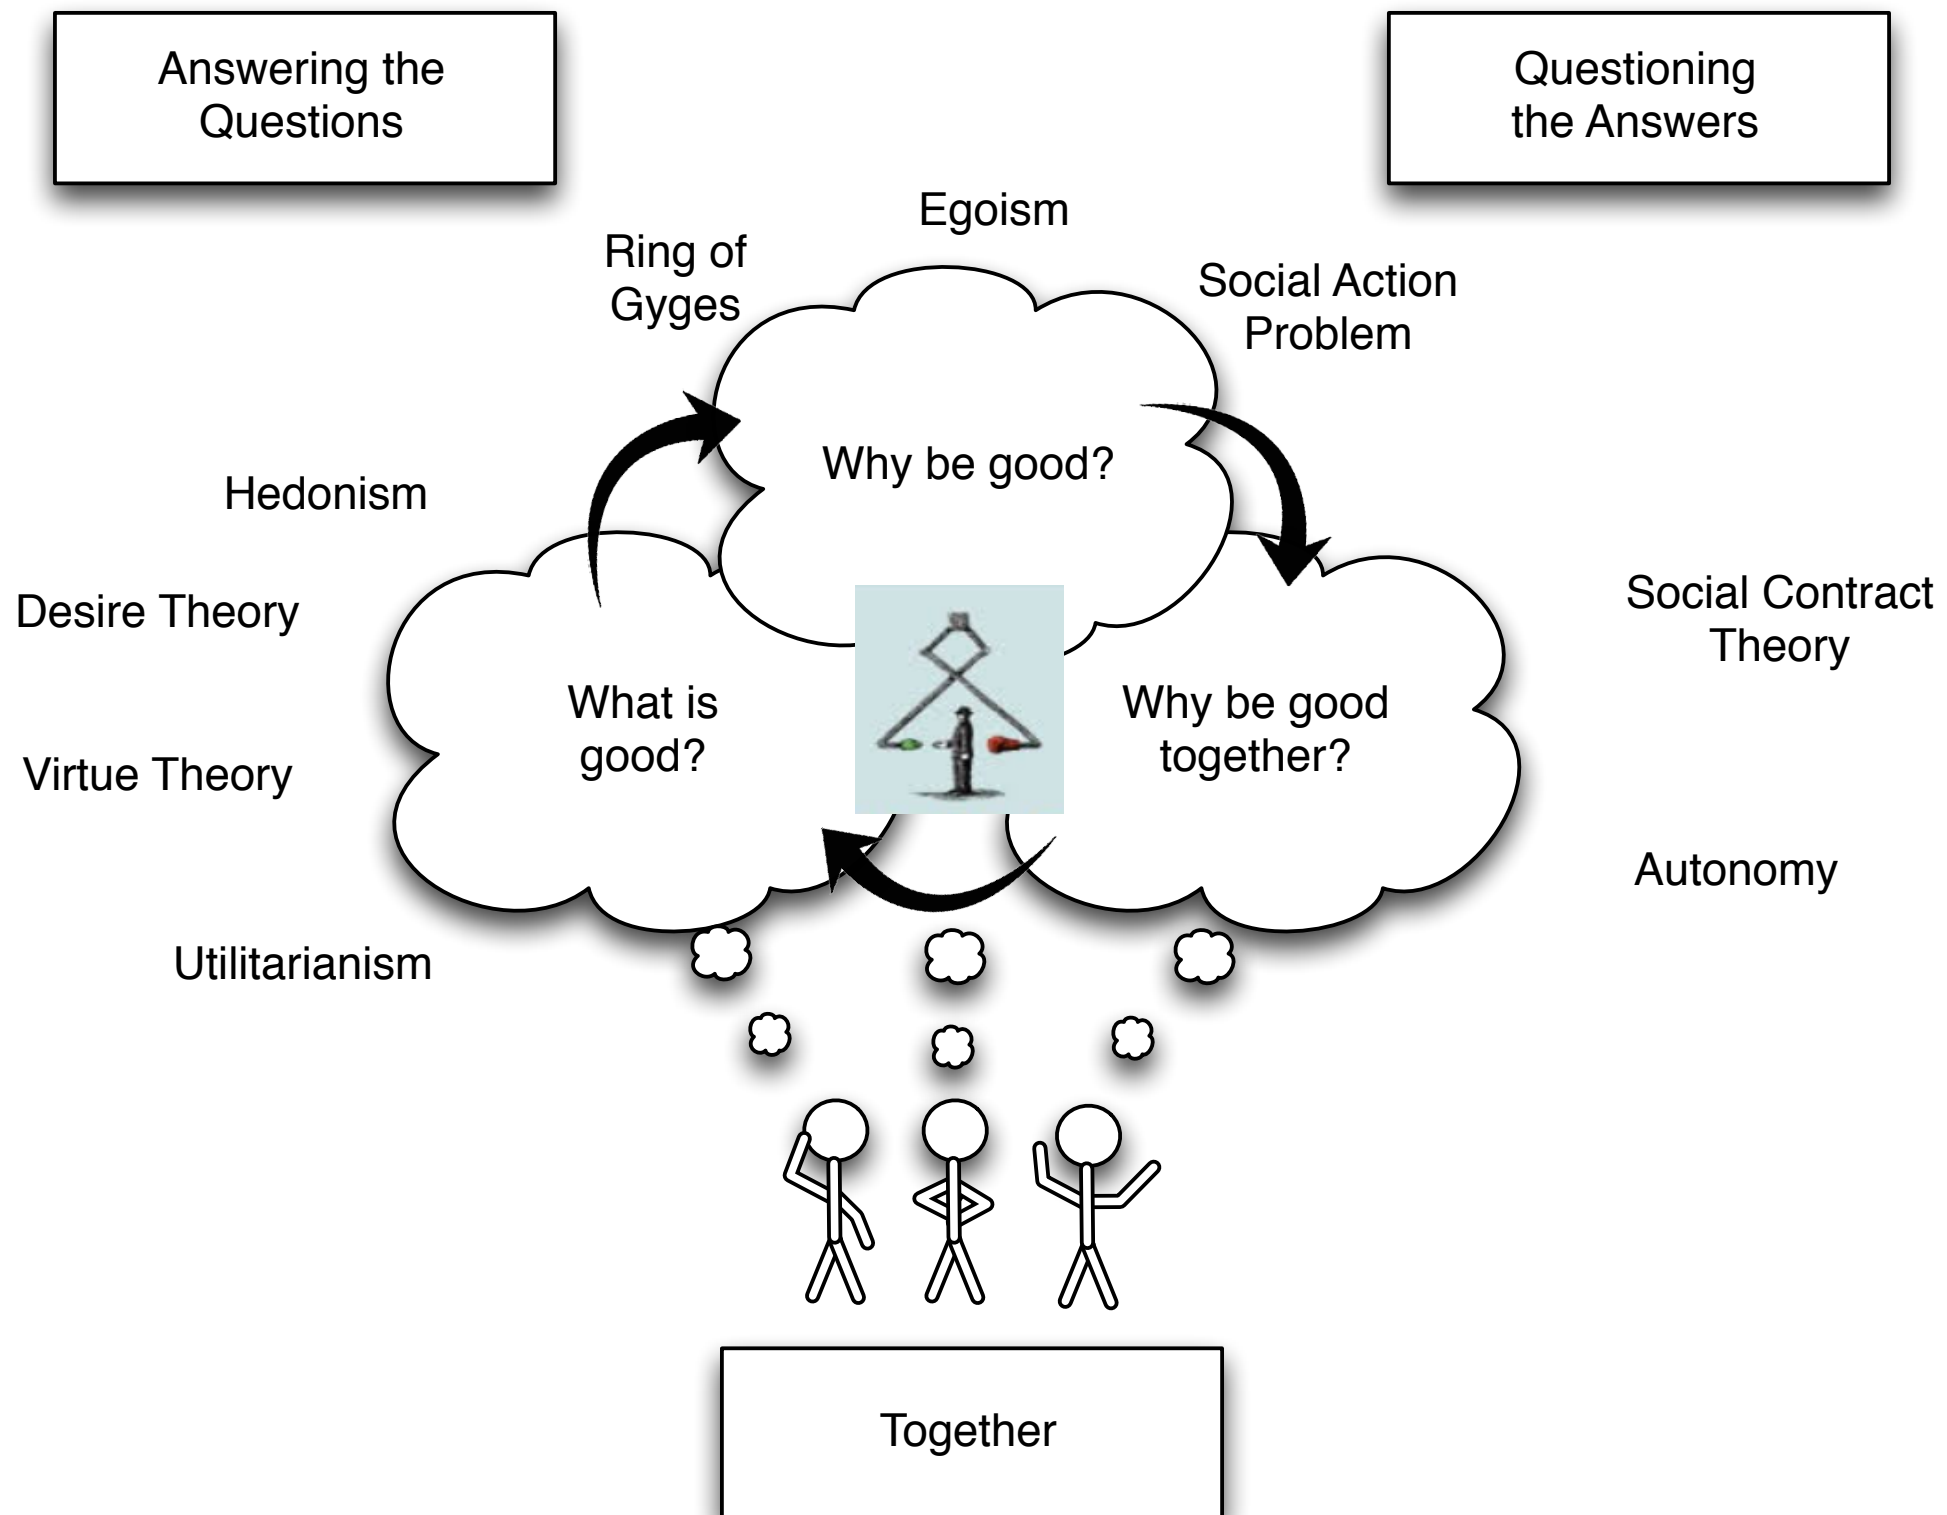 Answering the
Questions
Questioning
the Answers
Egoism
Ring of
Gyges
Social Action
Problem
Why be good?
Hedonism
Desire Theory
Social Contract
Theory
What is
good?
Why be good
together?
Virtue Theory
Autonomy
Utilitarianism
Together